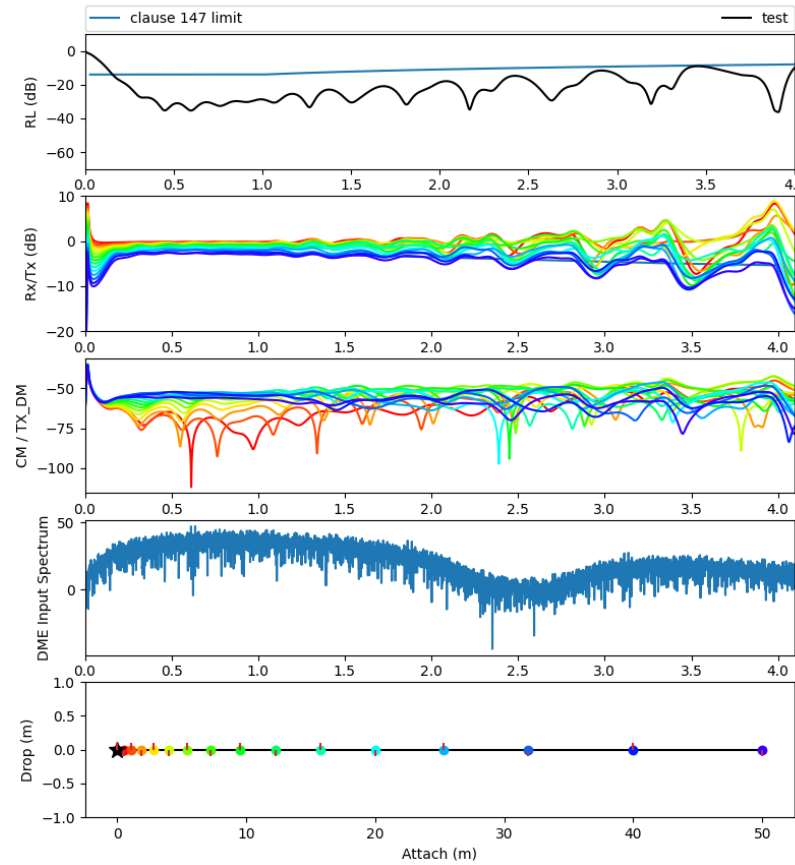 clause 147 limit test
0
−20
−40
−60
RL (dB)
0.0 0.5 1.0 1.5 2.0 2.5 3.0 3.5 4.0
10
0
−10
−20
Rx/Tx (dB)
0.0 0.5 1.0 1.5 2.0 2.5 3.0 3.5 4.0
−50
−75
−100
CM / TX_DM
0.0 0.5 1.0 1.5 2.0 2.5 3.0 3.5 4.0
50
0
DME Input Spectrum
0.0 0.5 1.0 1.5 2.0 2.5 3.0 3.5 4.0
1.0
0.5
0.0
−0.5
−1.0
Drop (m)
0 10 20 30 40 50
Attach (m)